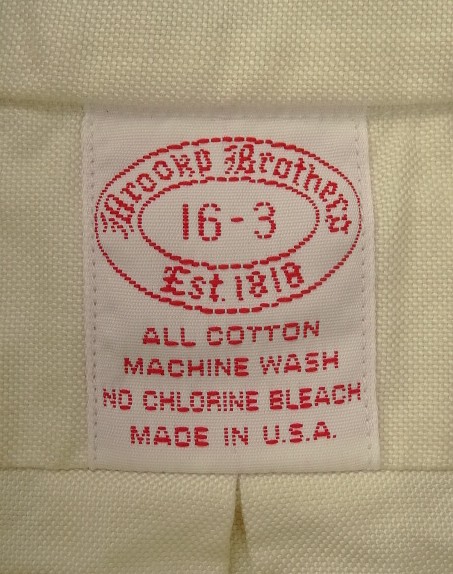 Brooks Brothers
16-3
Est. 1818
ALL COTTON
MACHINE WASH
NO CHLORINE BLEACH
MADE IN U.S.A.